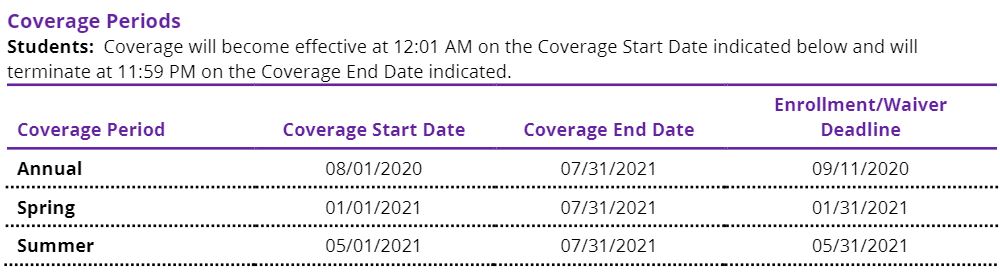 Coverage Periods
Students:  Coverage will become effective at 12:01 AM on the Coverage Start Date indicated below and will
terminate at 11:59 PM on the Coverage End Date indicated.
Coverage Period Coverage Start Date Coverage End Date Enrollment/Waiver
Deadline
Annual 08/01/2020 07/31/2021 09/11/2020
Spring 01/01/2021 07/31/2021 01/31/2021
Summer 05/01/2021 07/31/2021 05/31/2021